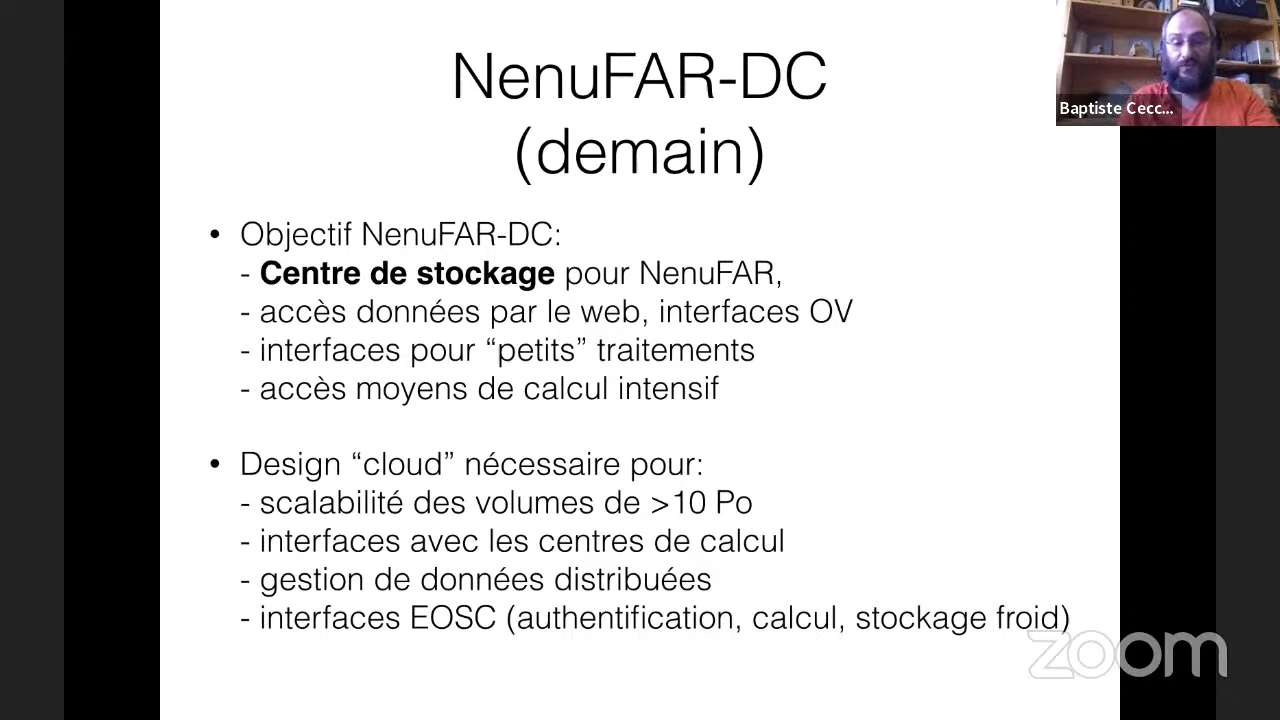 NenuFAR-DC
(demain)
Baptiste Cecc...
• Objectif NenuFAR-DC:
- Centre de stockage pour NenuFAR,
- accès données par le web, interfaces OV
- interfaces pour “petits” traitements
- accès moyens de calcul intensif
• Design “cloud” nécessaire pour:
- scalabilité des volumes de >10 Po
- interfaces avec les centres de calcul
- gestion de données distribuées
- interfaces EOSC (authentification, calcul, stockage froid)
zoom